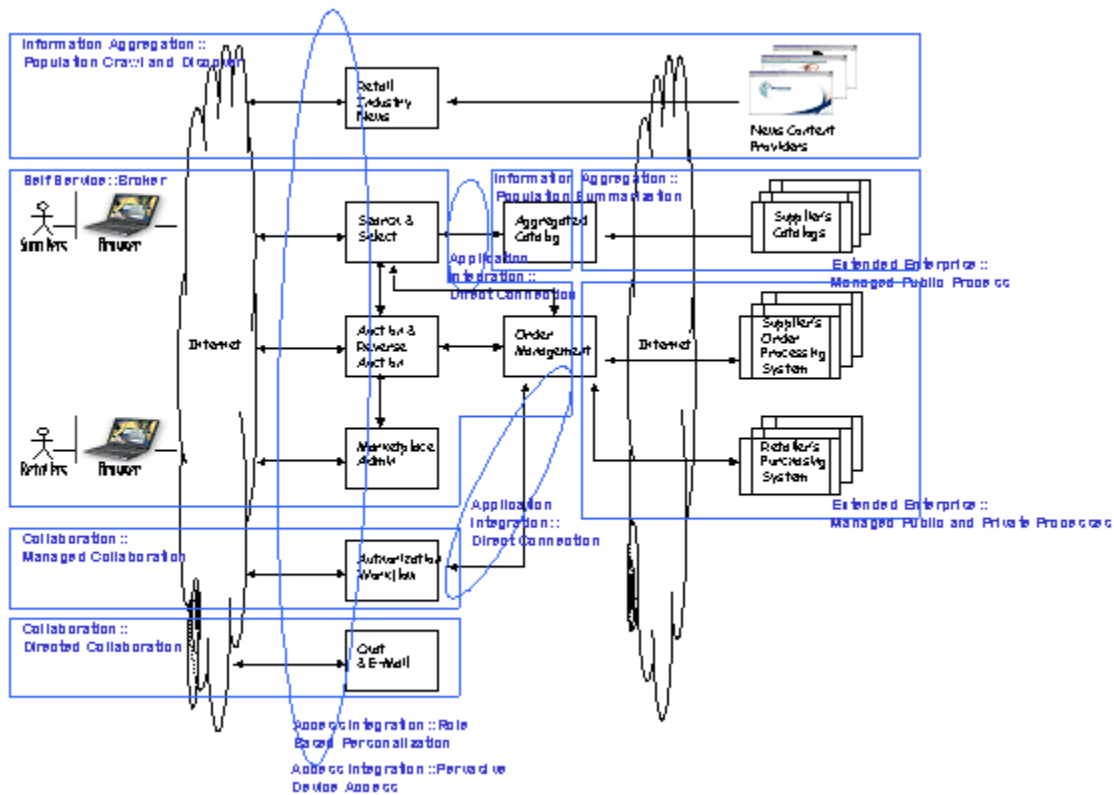 Information Aggregation::
Population Crawl and Discover
Retail
Industry
News
News Content
Providers
Self Service::Broker
Information Aggregation::
Population Summarization
Suppliers
Browser
Search &
Select
Aggregated
Catalog
Supplier's
Catalogs
Application
Integration::
Direct Connection
Extended Enterprise::
Managed Public Process
Internet
Auction &
Reverse
Auction
Order
Management
Internet
Supplier's
Order
Processing
System
Retailers
Browser
Marketplace
Admin
Retailer's
Purchasing
System
Application
Integration::
Direct Connection
Extended Enterprise::
Managed Public and Private Processes
Collaboration::
Managed Collaboration
Authorization
Workflow
Collaboration::
Directed Collaboration
Chat
& E-Mail
Access Integration::Role
Based Personalization
Access Integration::Pervasive
Device Access